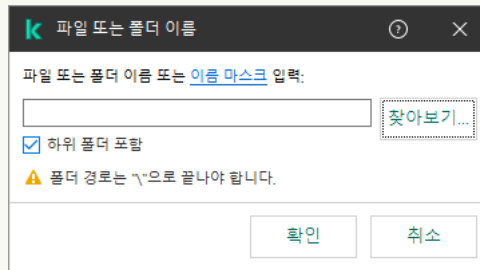 파일 또는 폴더 이름
파일 또는 폴더 이름 또는 이름 마스크 입력:
찾아보기...
하위 폴더 포함
폴더 경로는 "\"으로 끝나야 합니다.
확인
취소